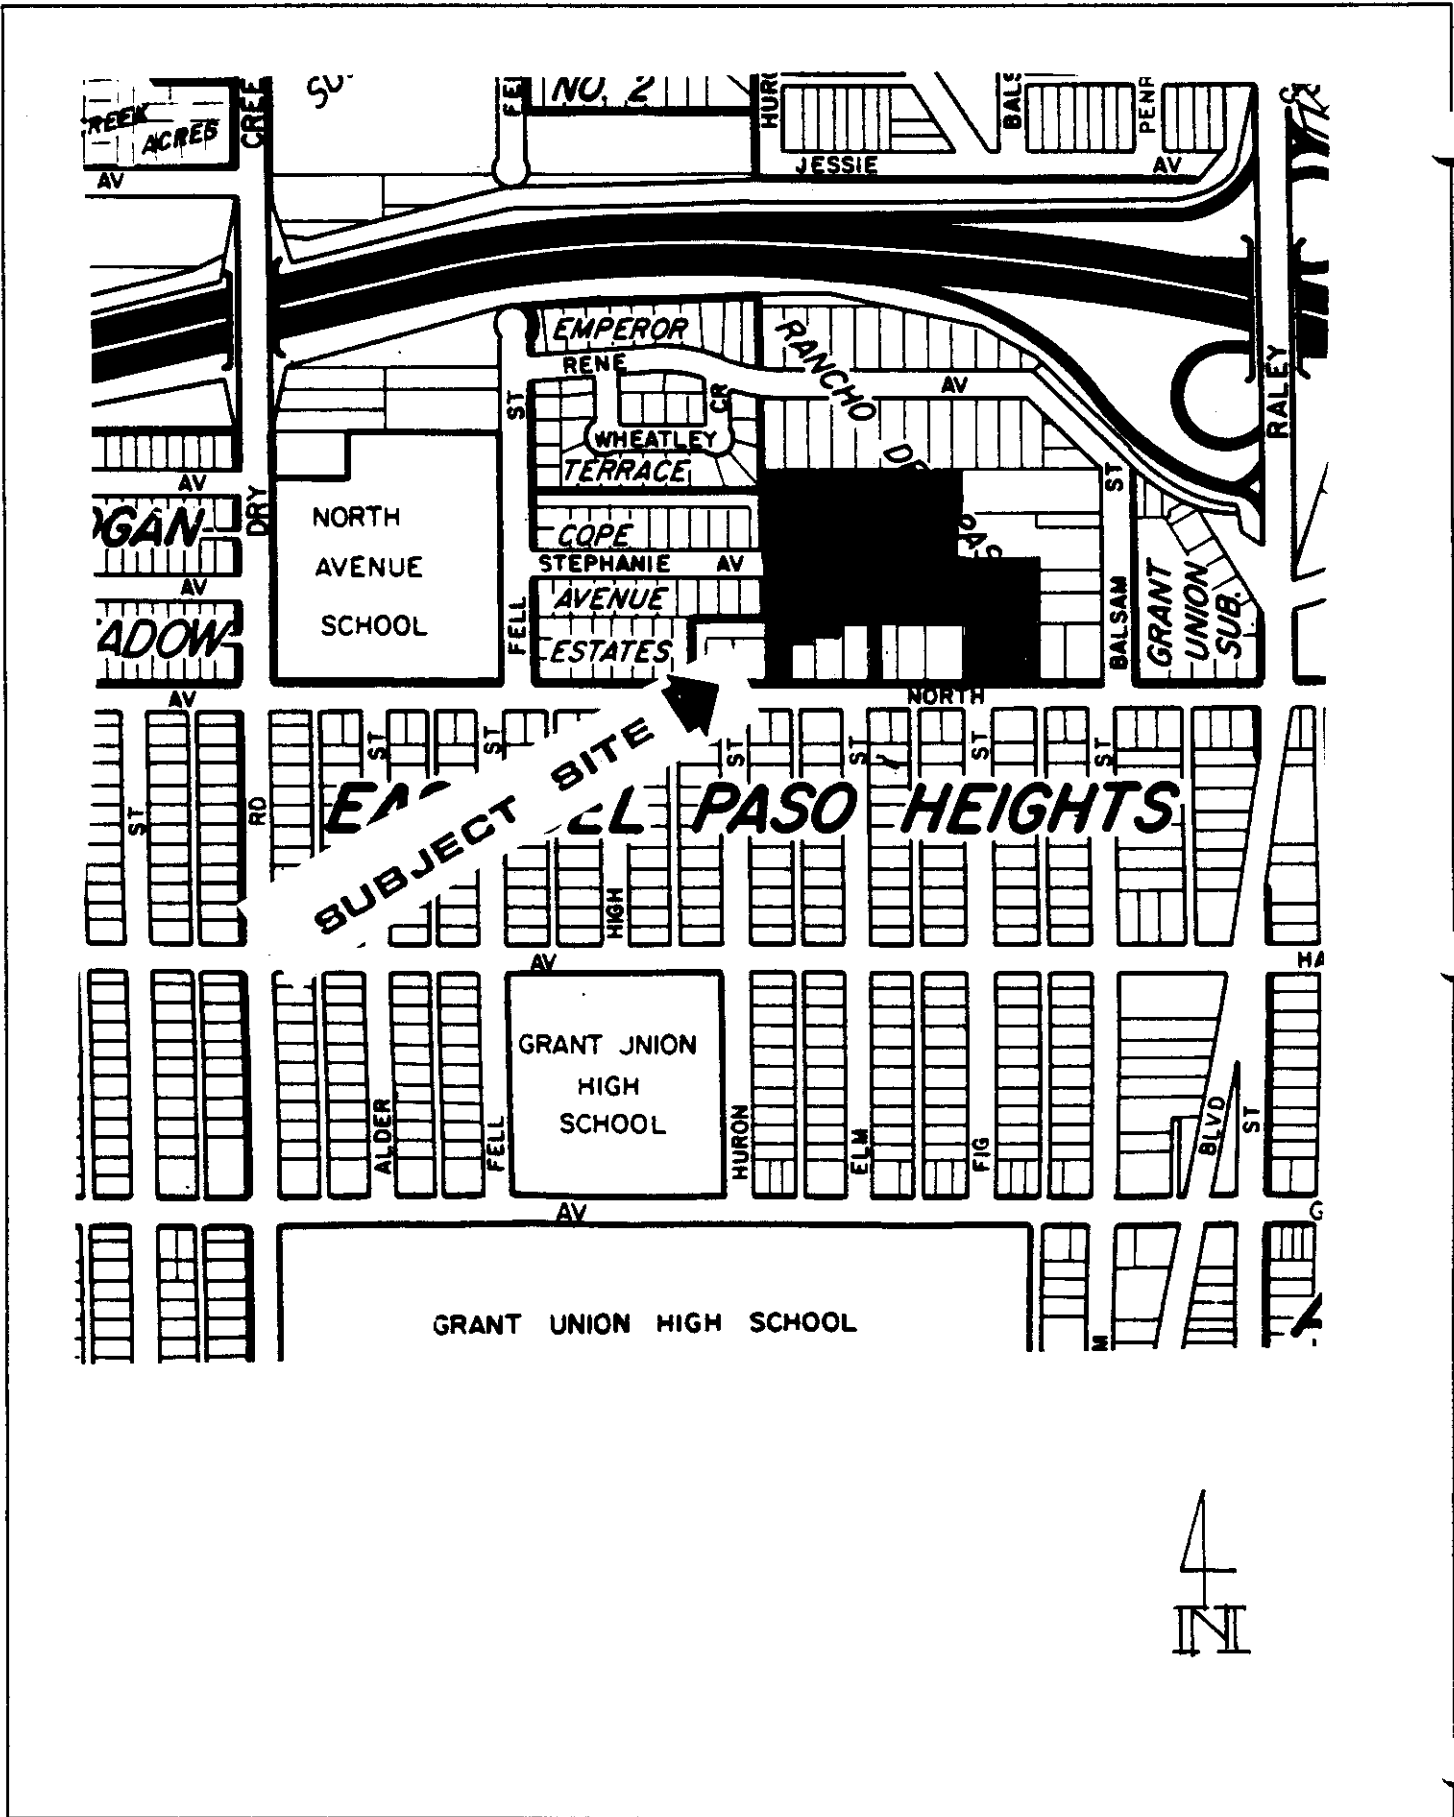 NO. 2
CREEK
ACRES
AV
JESSIE
AV
EMPEROR
RENE
RANCHO
AV
ST
CR
RALEY
WHEATLEY
TERRACE
AV
ST
DRY
NORTH
AVENUE
SCHOOL
COPE
STEPHANIE AV
AV
AVENUE
FELL
ESTATES
BALSAM
GRANT
UNION
SUB.
AV
NORTH
ST
ST
ST
ST
ST
ST
SUBJECT SITE
ST
RD
PASO HEIGHTS
HIGH
AV
GRANT UNION
HIGH
SCHOOL
ALDER
FELL
HURON
ELM
FIG
BLVD
ST
AV
GRANT UNION HIGH SCHOOL
N